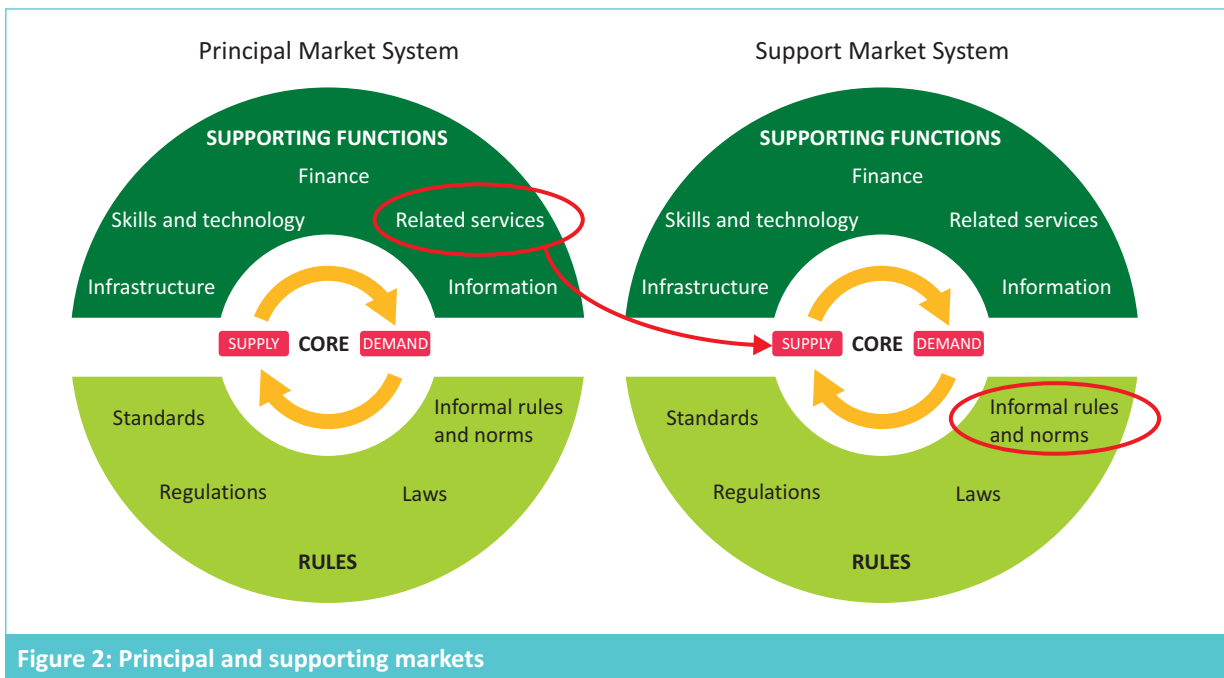 Principal Market System
SUPPORTING FUNCTIONS
Finance
Skills and technology
Related services
Infrastructure
Information
SUPPLY CORE DEMAND
Standards
Informal rules
and norms
Regulations
Laws
RULES
Support Market System
SUPPORTING FUNCTIONS
Finance
Skills and technology
Related services
Infrastructure
Information
SUPPLY CORE DEMAND
Standards
Informal rules
and norms
Regulations
Laws
RULES
Figure 2: Principal and supporting markets